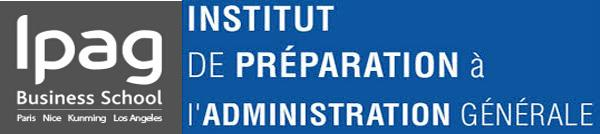 Ipag
Business School
Paris Nice Kunming Los Angeles
INSTITUT
DE PRÉPARATION à
l'ADMINISTRATION GÉNÉRALE